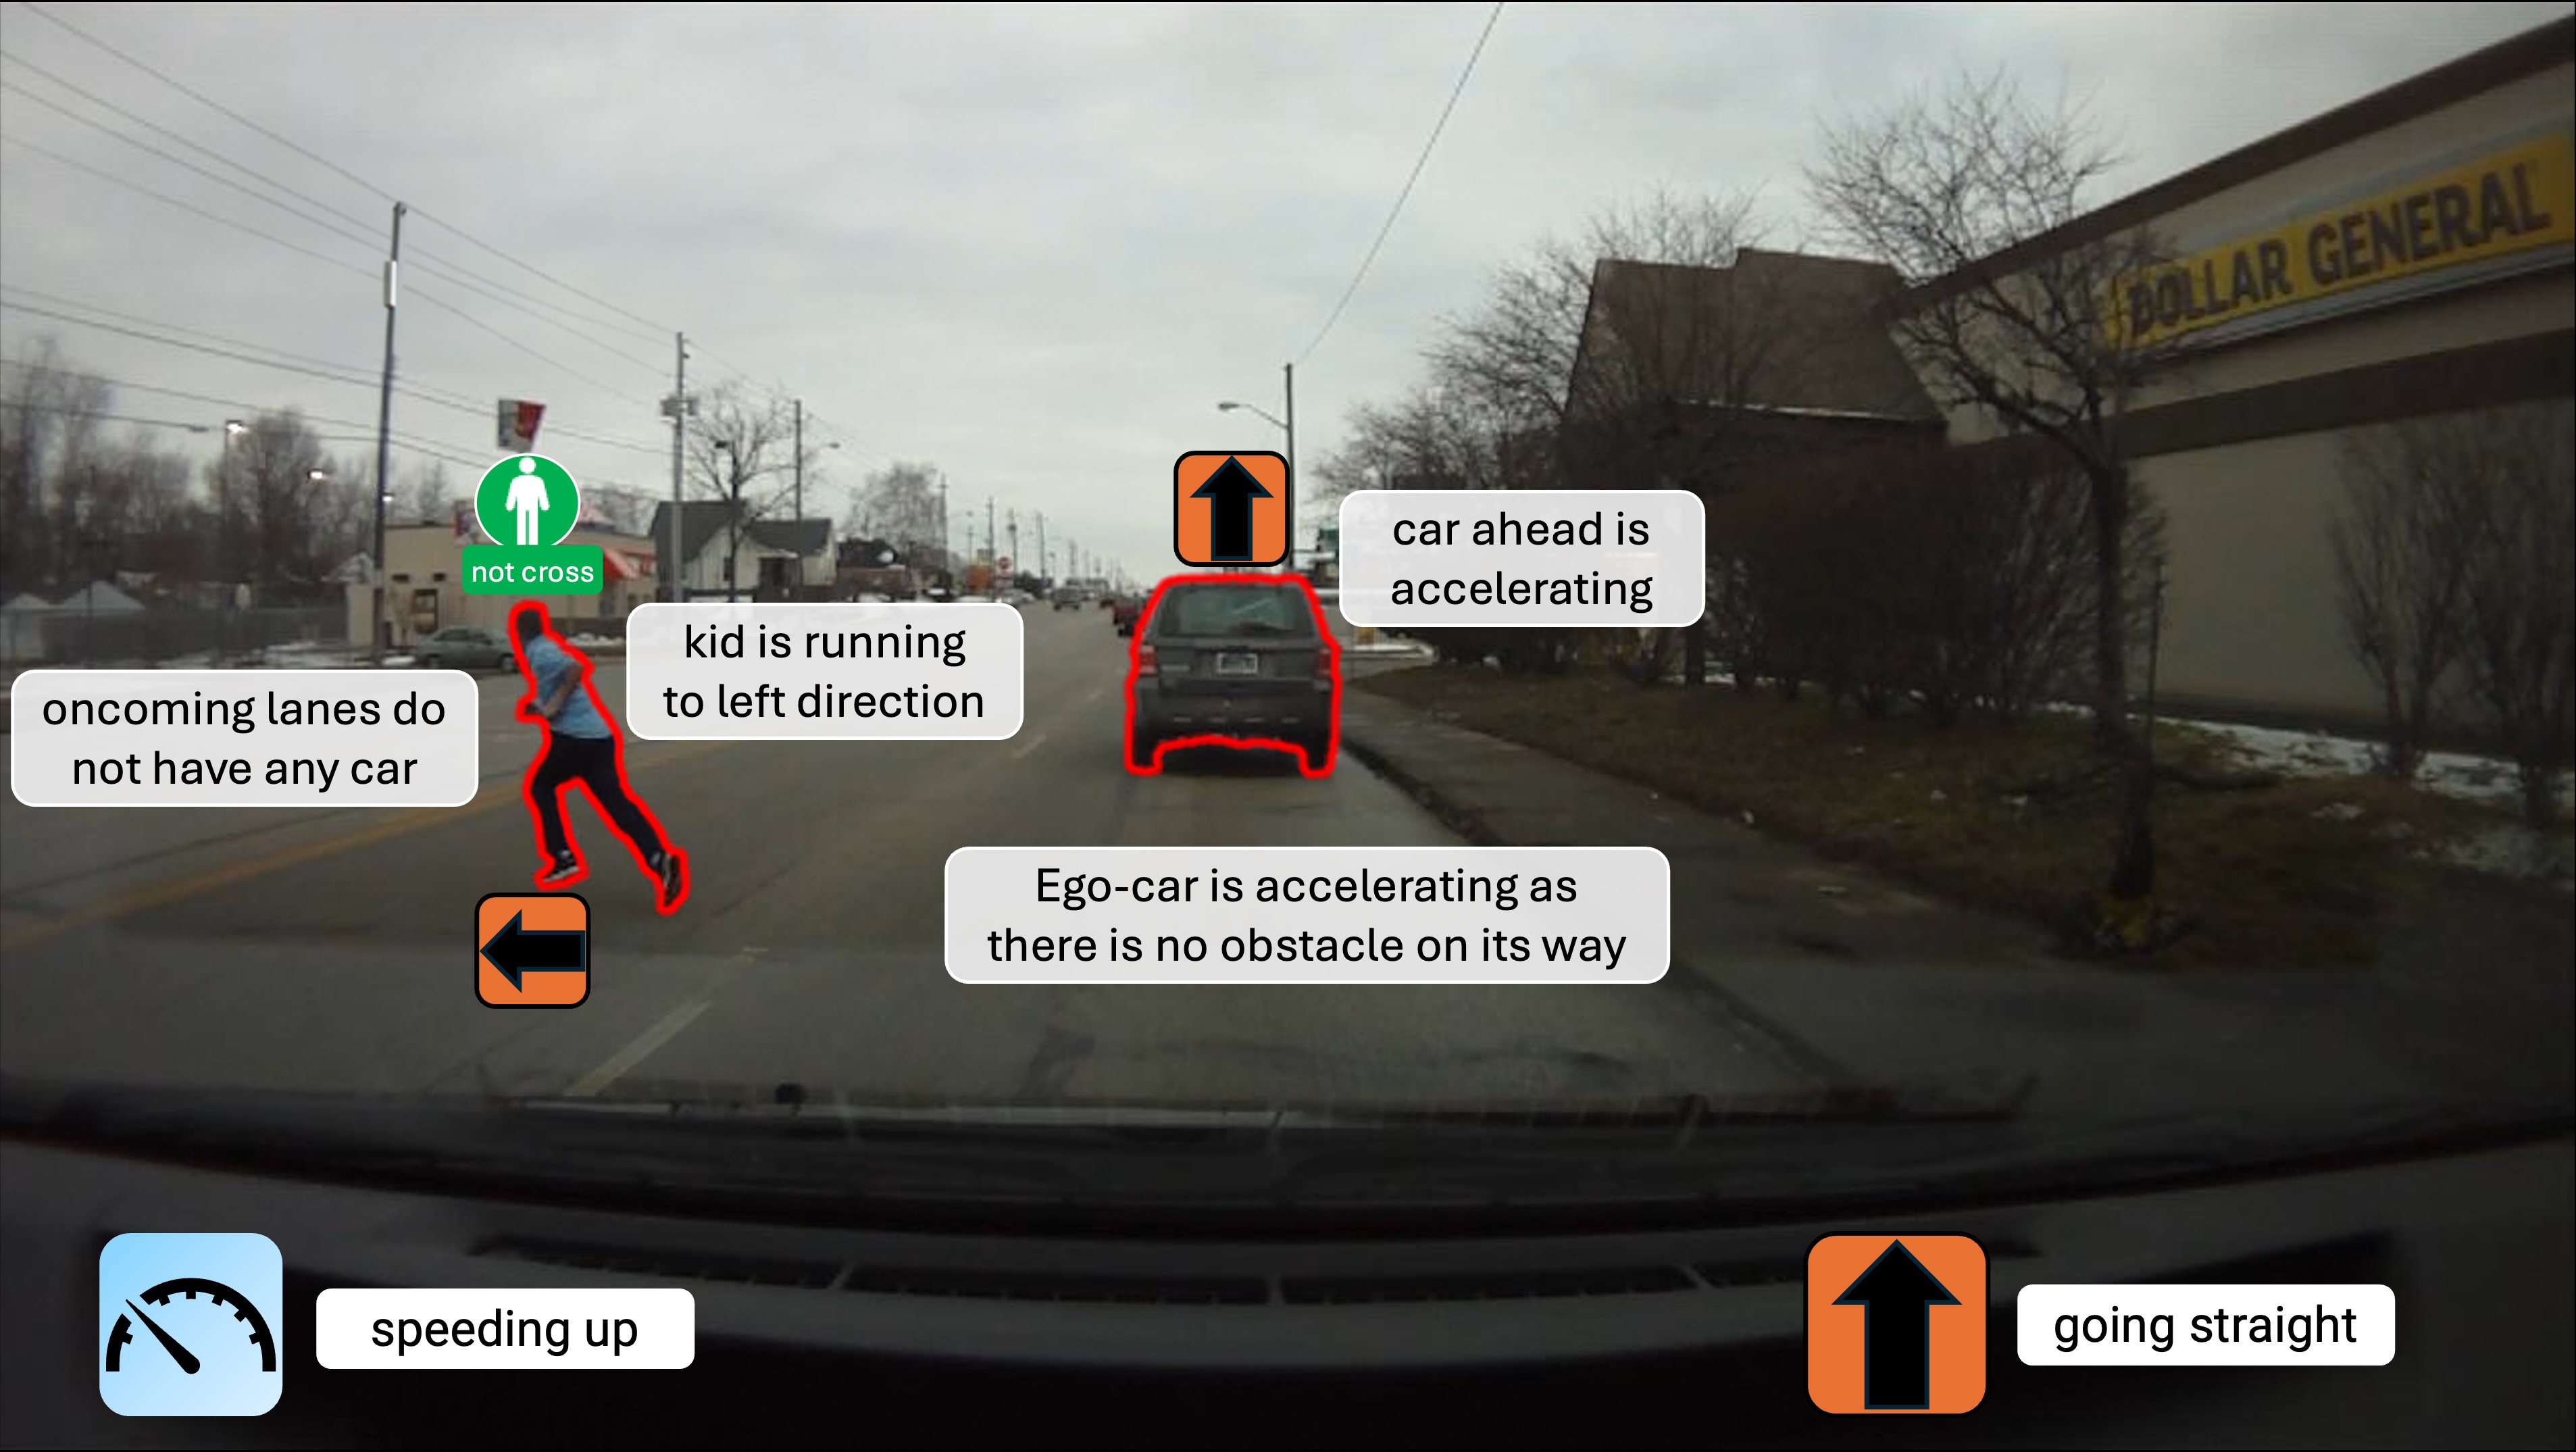 DOLLAR GENERAL
not cross
car ahead is
accelerating
kid is running
to left direction
oncoming lanes do
not have any car
Ego-car is accelerating as
there is no obstacle on its way
speeding up
going straight